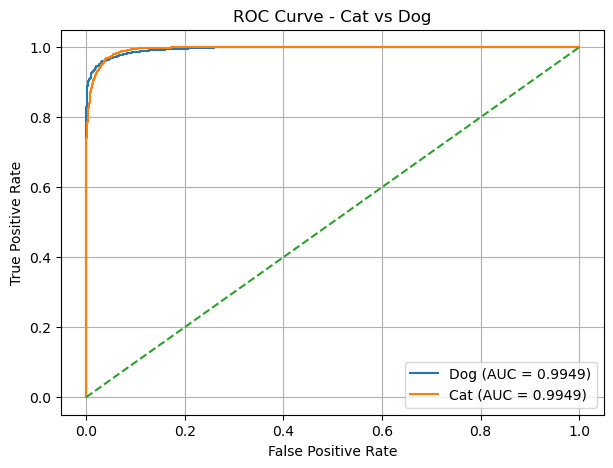 ROC Curve - Cat vs Dog
True Positive Rate
1.0
0.8
0.6
0.4
0.2
0.0
0.0 0.2 0.4 0.6 0.8 1.0
False Positive Rate
Dog (AUC = 0.9949)
Cat (AUC = 0.9949)